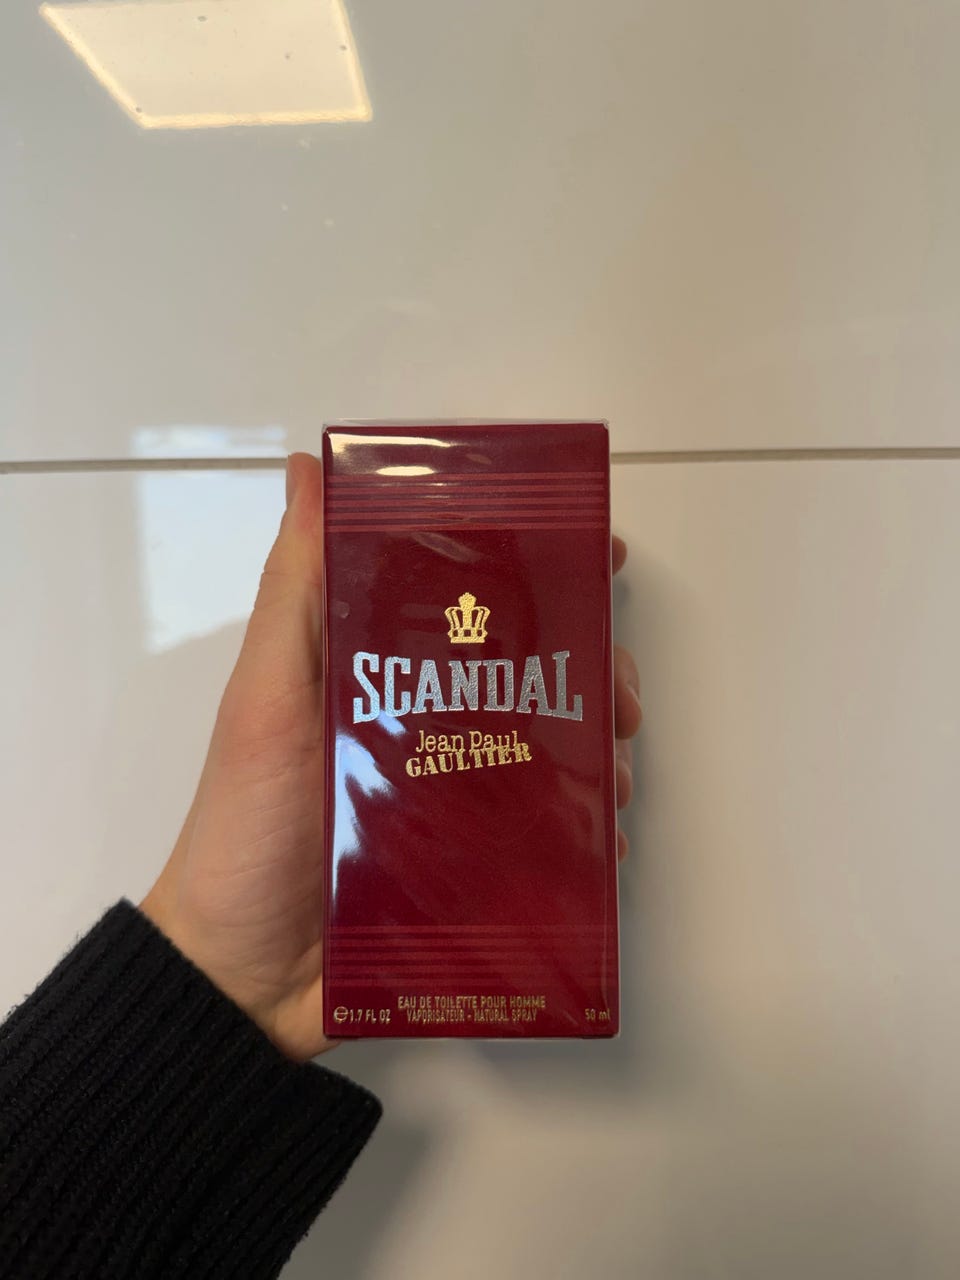 SCANDAL
Jean Paul
GAULTIER
EAU DE TOILETTE POUR HOMME
℮1.7 FL OZ VAPORISATEUR - NATURAL SPRAY 50 ml